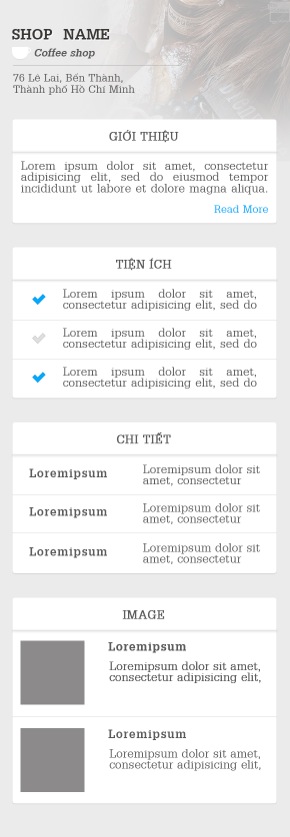 SHOP NAME
Coffee shop
76 Lê Lai, Bến Thành,
Thành phố Hồ Chí Minh
GIỚI THIỆU
Lorem ipsum dolor sit amet, consectetur
adipisicing elit, sed do eiusmod tempor
incididunt ut labore et dolore magna aliqua.
Read More
TIỆN ÍCH
Lorem ipsum dolor sit amet,
consectetur adipisicing elit, sed do
Lorem ipsum dolor sit amet,
consectetur adipisicing elit, sed do
Lorem ipsum dolor sit amet,
consectetur adipisicing elit, sed do
CHI TIẾT
Loremipsum
Loremipsum dolor sit
amet, consectetur
Loremipsum
Loremipsum dolor sit
amet, consectetur
Loremipsum
Loremipsum dolor sit
amet, consectetur
IMAGE
Loremipsum
Loremipsum dolor sit amet,
consectetur adipisicing elit,
Loremipsum
Loremipsum dolor sit amet,
consectetur adipisicing elit,